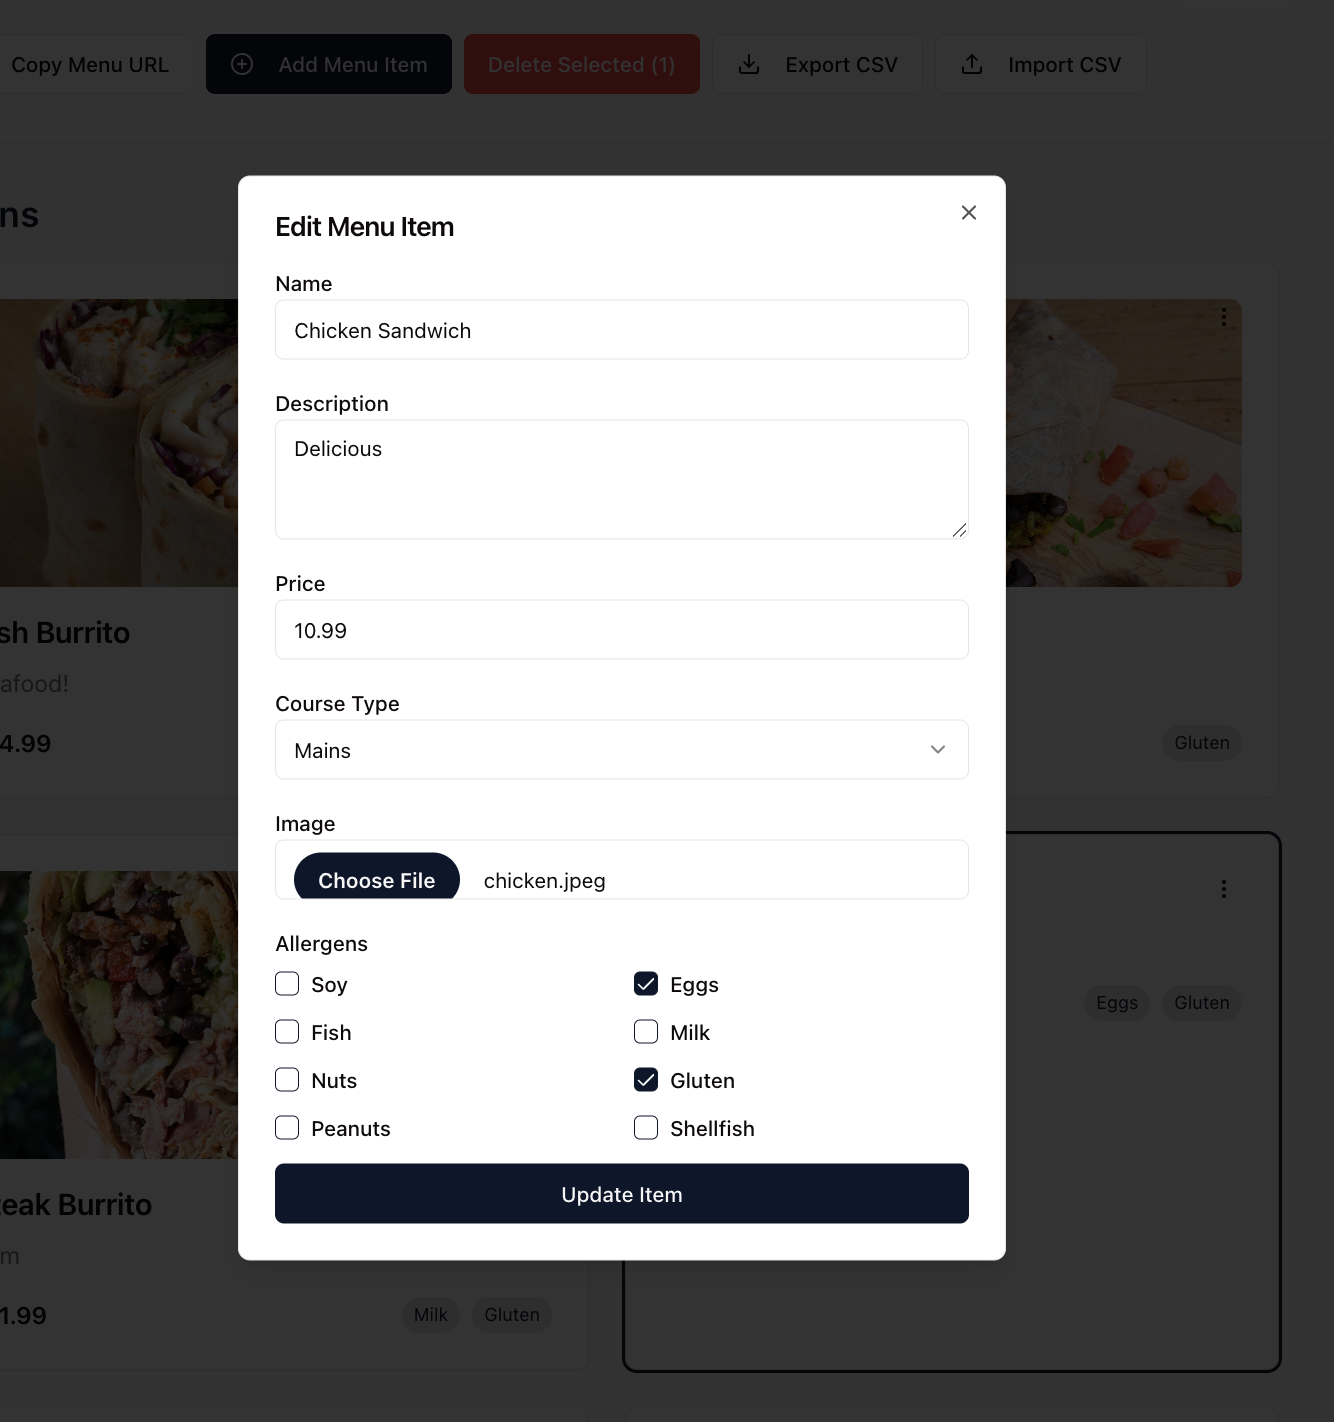 Copy Menu URL
Add Menu Item
Delete Selected (1)
Export CSV
Import CSV
ns
Edit Menu Item
Name
Chicken Sandwich
Description
Delicious
Price
10.99
Course Type
Mains
Image
Choose File
chicken.jpeg
Allergens
Soy
Eggs
Fish
Milk
Nuts
Gluten
Peanuts
Shellfish
Update Item
sh Burrito
afood!
4.99
Gluten
Eggs
Gluten
eak Burrito
m
1.99
Milk
Gluten